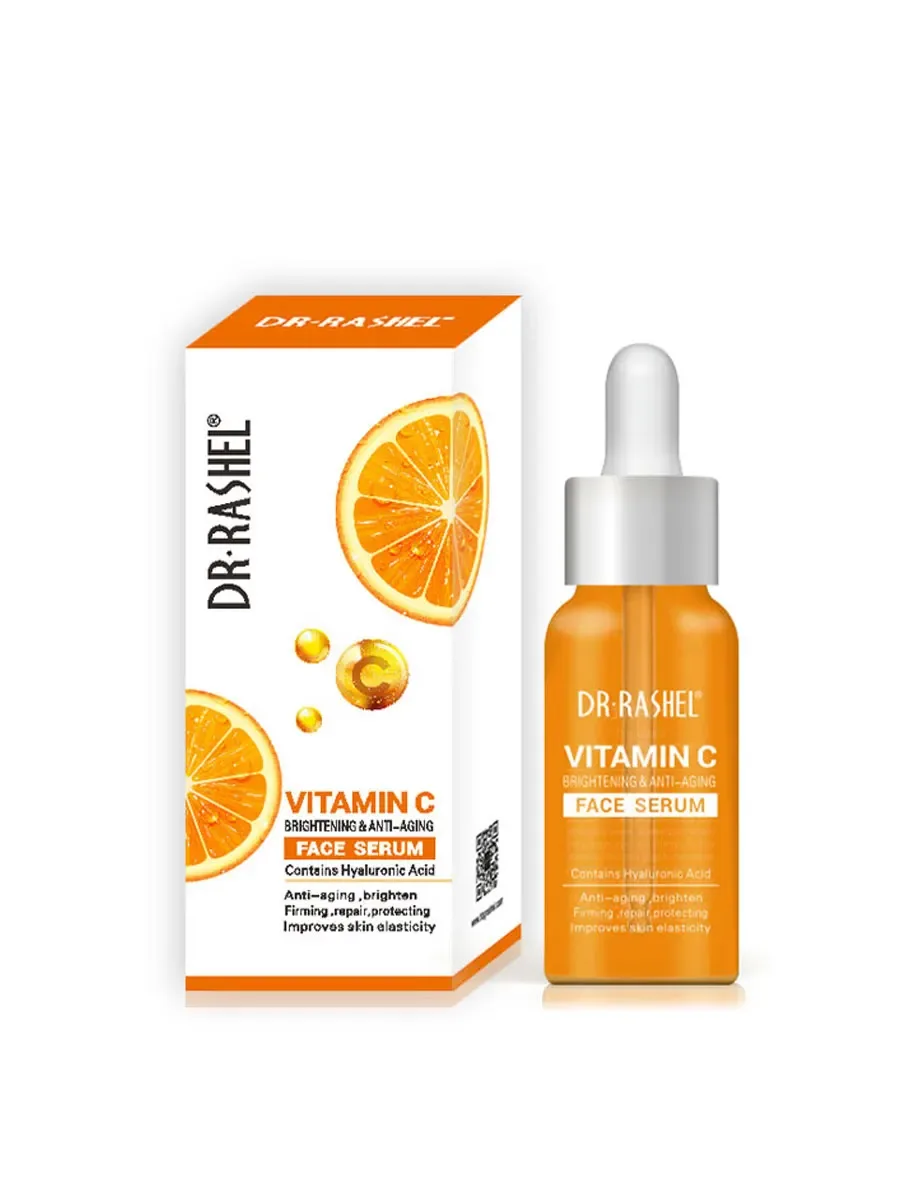 DR·RASHEL
DR·RASHEL®
VITAMIN C
BRIGHTENING & ANTI-AGING
FACE SERUM
Contains Hyaluronic Acid
Anti-aging ,brighten
Firming ,repair,protecting
Improves skin elasticity
C
DR·RASHEL®
VITAMIN C
BRIGHTENING & ANTI-AGING
FACE SERUM
Contains Hyaluronic Acid
Anti-aging ,brighten
Firming ,repair,protecting
Improves skin elasticity